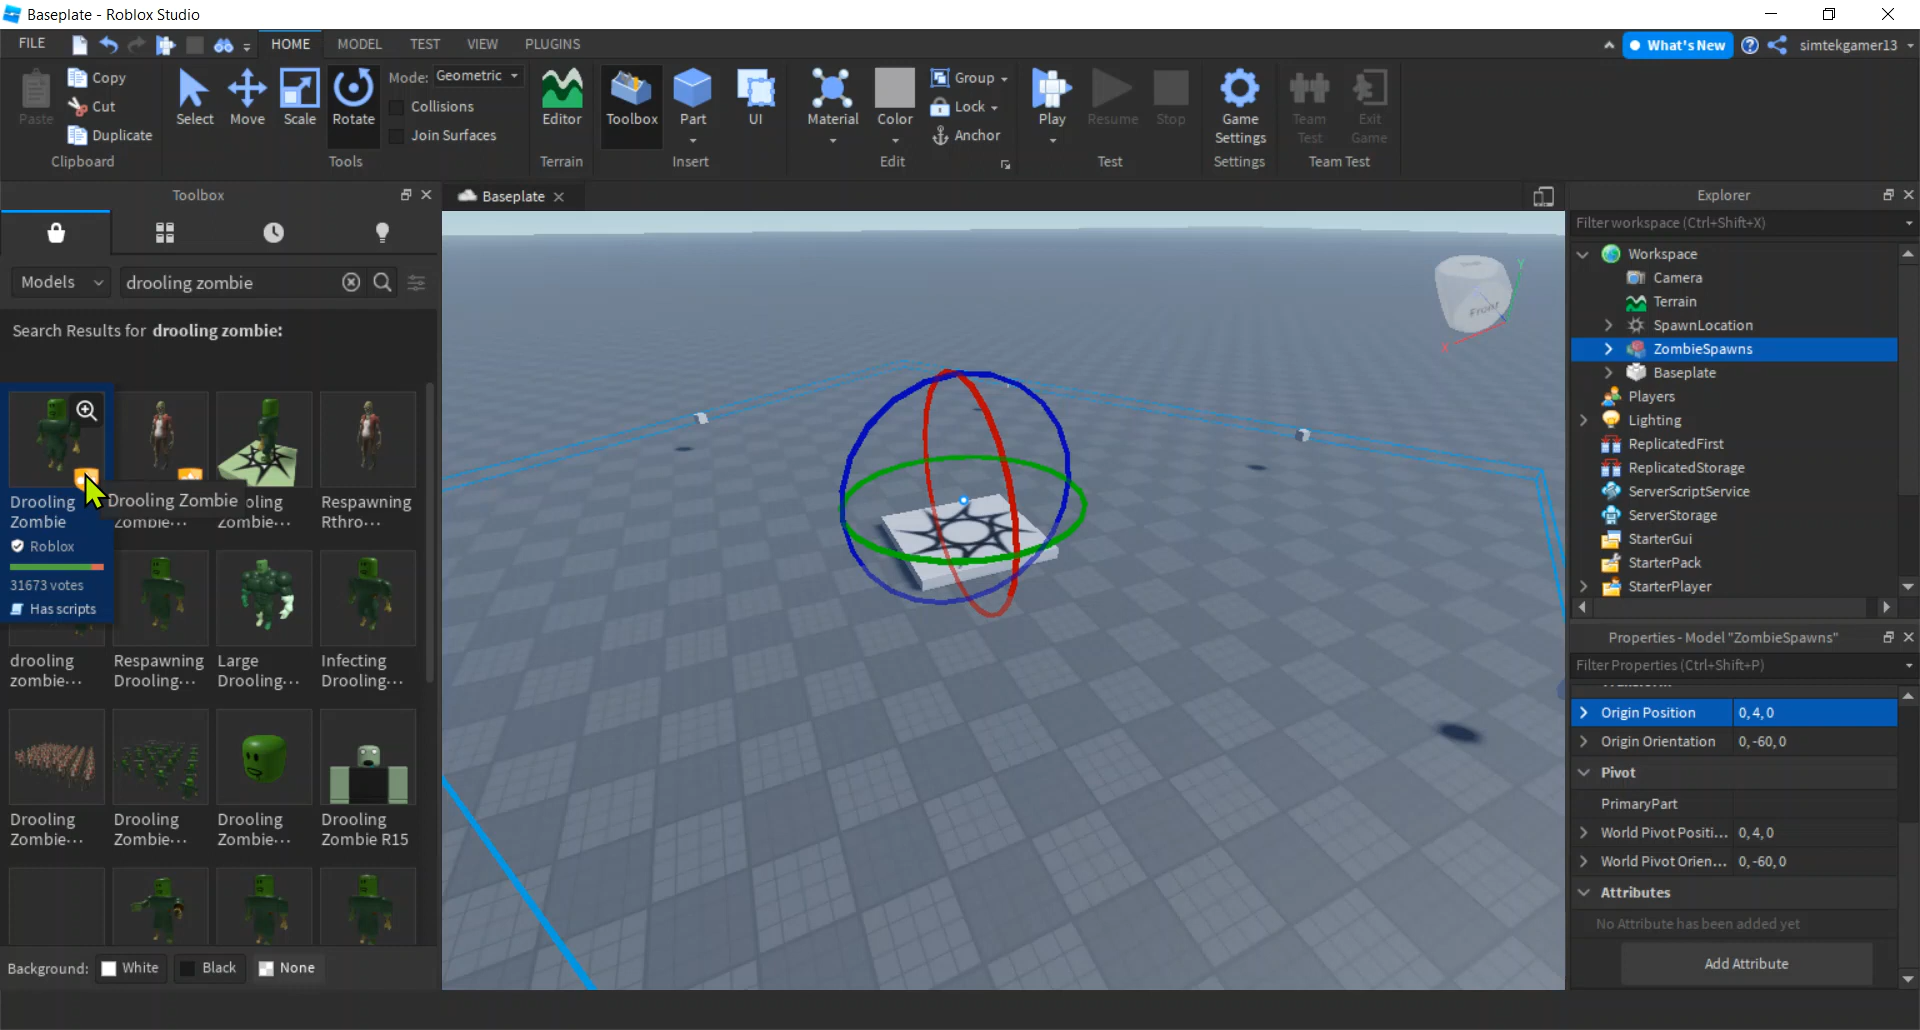 Baseplate - Roblox Studio
FILE
HOME
MODEL
TEST
VIEW
PLUGINS
What's New
simtekgamer13
Paste
Copy
Cut
Duplicate
Clipboard
Select
Move
Scale
Rotate
Mode: Geometric
Collisions
Join Surfaces
Tools
Editor
Terrain
Toolbox
Part
UI
Insert
Material
Color
Group
Lock
Anchor
Edit
Play
Resume
Stop
Test
Game
Settings
Settings
Team
Test
Exit
Game
Team Test
Toolbox
Models
drooling zombie
Search Results for drooling zombie:
Drooling
Zombie
Roblox
31673 votes
Has scripts
Drooling Zombie
Zombie...
oling
Zombie...
Respawning
Rthro...
drooling
zombie...
Respawning
Drooling...
Large
Drooling...
Infecting
Drooling...
Drooling
Zombie...
Drooling
Zombie...
Drooling
Zombie...
Drooling
Zombie R15
Background:
White
Black
None
Baseplate
Front
X
Y
Explorer
Filter workspace (Ctrl+Shift+X)
Workspace
Camera
Terrain
SpawnLocation
ZombieSpawns
Baseplate
Players
Lighting
ReplicatedFirst
ReplicatedStorage
ServerScriptService
ServerStorage
StarterGui
StarterPack
StarterPlayer
Properties - Model "ZombieSpawns"
Filter Properties (Ctrl+Shift+P)
Origin Position 0, 4, 0
Origin Orientation 0, -60, 0
Pivot
PrimaryPart
World Pivot Positi... 0, 4, 0
World Pivot Orien... 0, -60, 0
Attributes
No Attribute has been added yet
Add Attribute